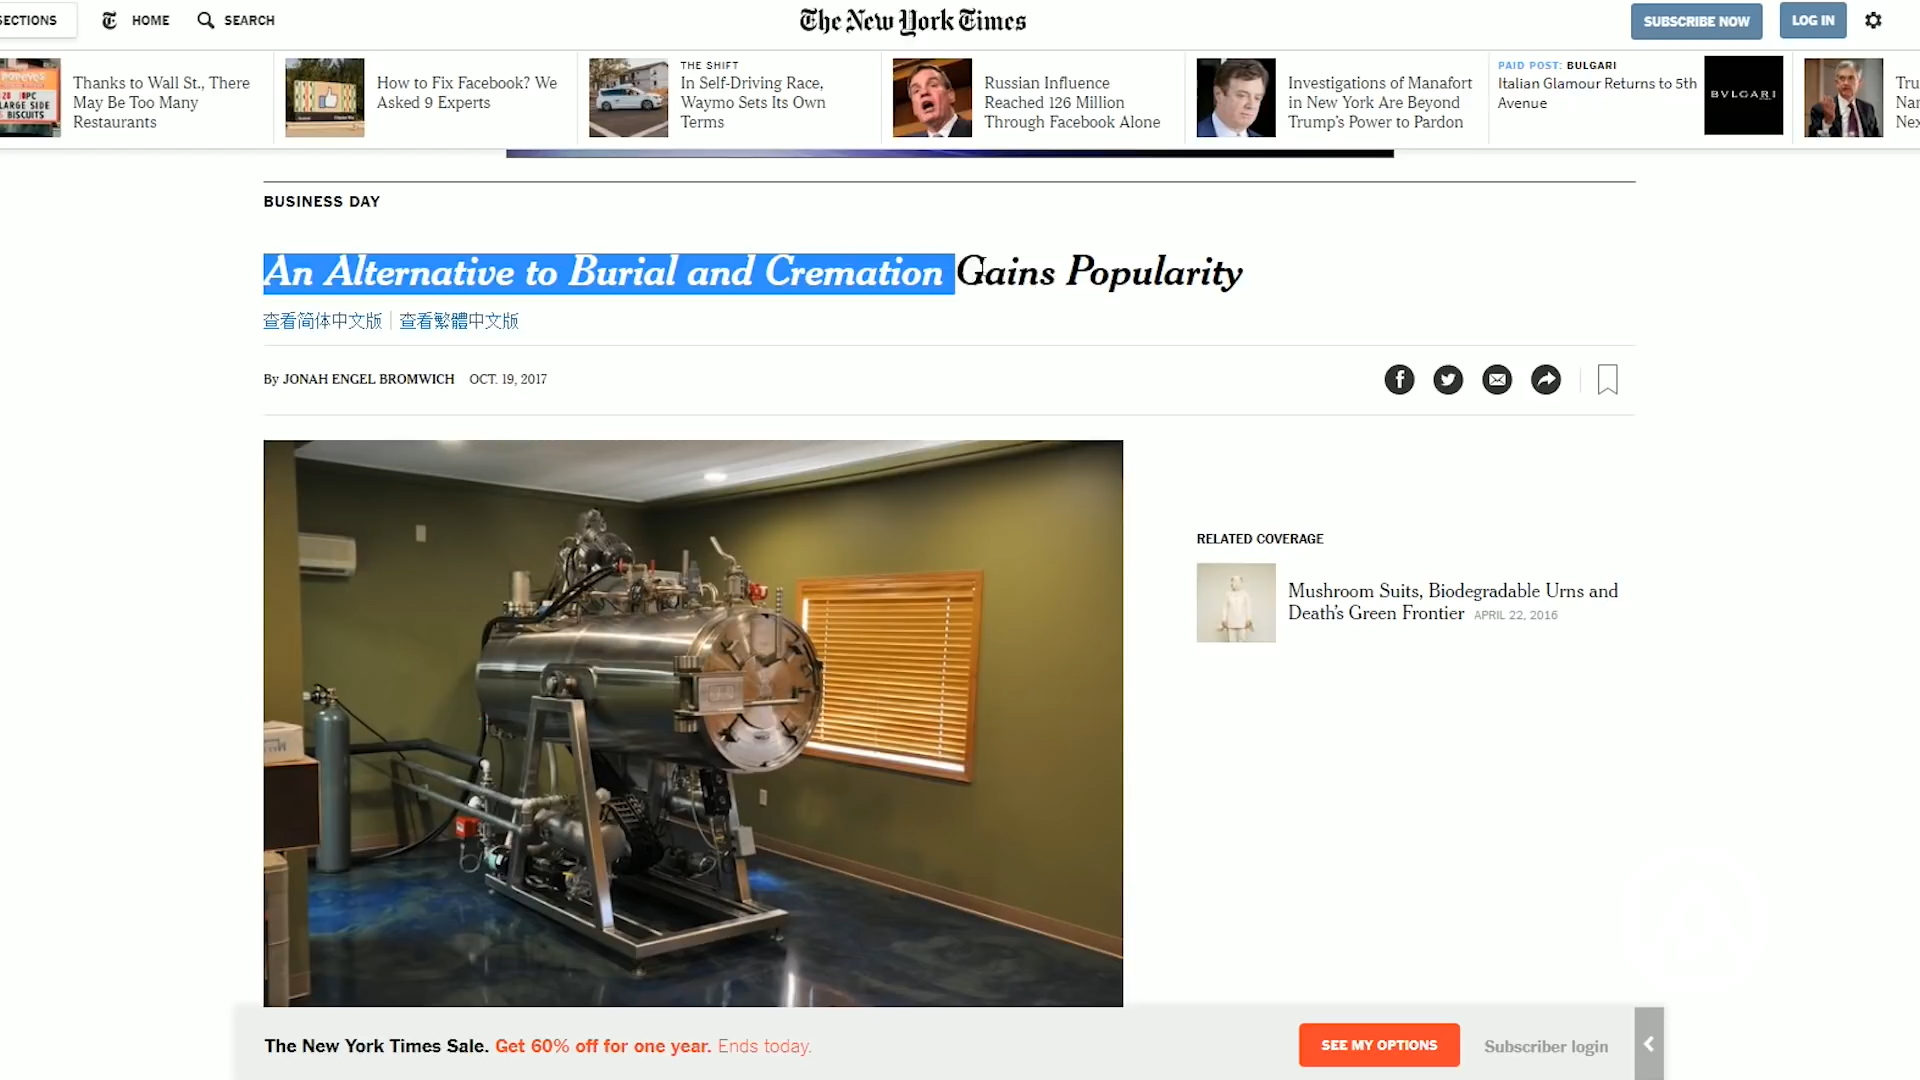 SECTIONS
HOME
SEARCH
The New York Times
SUBSCRIBE NOW
LOG IN
POPEYES
LARGE SIDE
BISCUITS
Thanks to Wall St., There
May Be Too Many
Restaurants
How to Fix Facebook? We
Asked 9 Experts
THE SHIFT
In Self-Driving Race,
Waymo Sets Its Own
Terms
Russian Influence
Reached 126 Million
Through Facebook Alone
Investigations of Manafort
in New York Are Beyond
Trump’s Power to Pardon
PAID POST: BVLGARI
Italian Glamour Returns to 5th
Avenue
BVLGARI
BUSINESS DAY
An Alternative to Burial and Cremation Gains Popularity
查看简体中文版
查看繁體中文版
By JONAH ENGEL BROMWICH OCT. 19, 2017
RELATED COVERAGE
Mushroom Suits, Biodegradable Urns and
Death’s Green Frontier APRIL 22, 2016
The New York Times Sale. Get 60% off for one year. Ends today.
SEE MY OPTIONS
Subscriber login